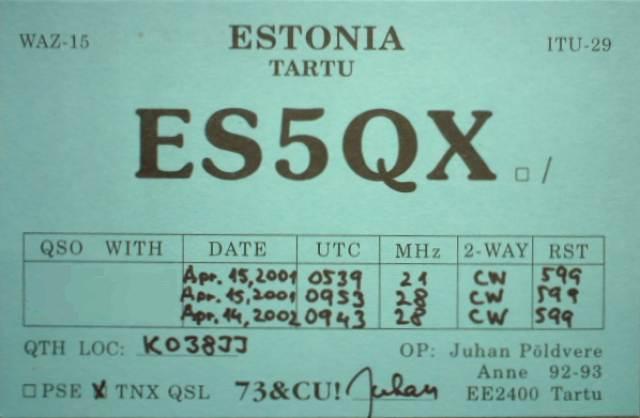 WAZ-15 ESTONIA ITU-29
TARTU
ES5QX /
QSO WITH DATE UTC MHz 2-WAY RST
Apr. 15, 2001 0539 21 CW 599
Apr. 15, 2001 0953 28 CW 599
Apr. 14, 2002 0943 28 CW 599
QTH LOC: KO38JJ OP: Juhan Põldvere
Anne 92-93
PSE TNX QSL 73&CU! Juhan EE2400 Tartu